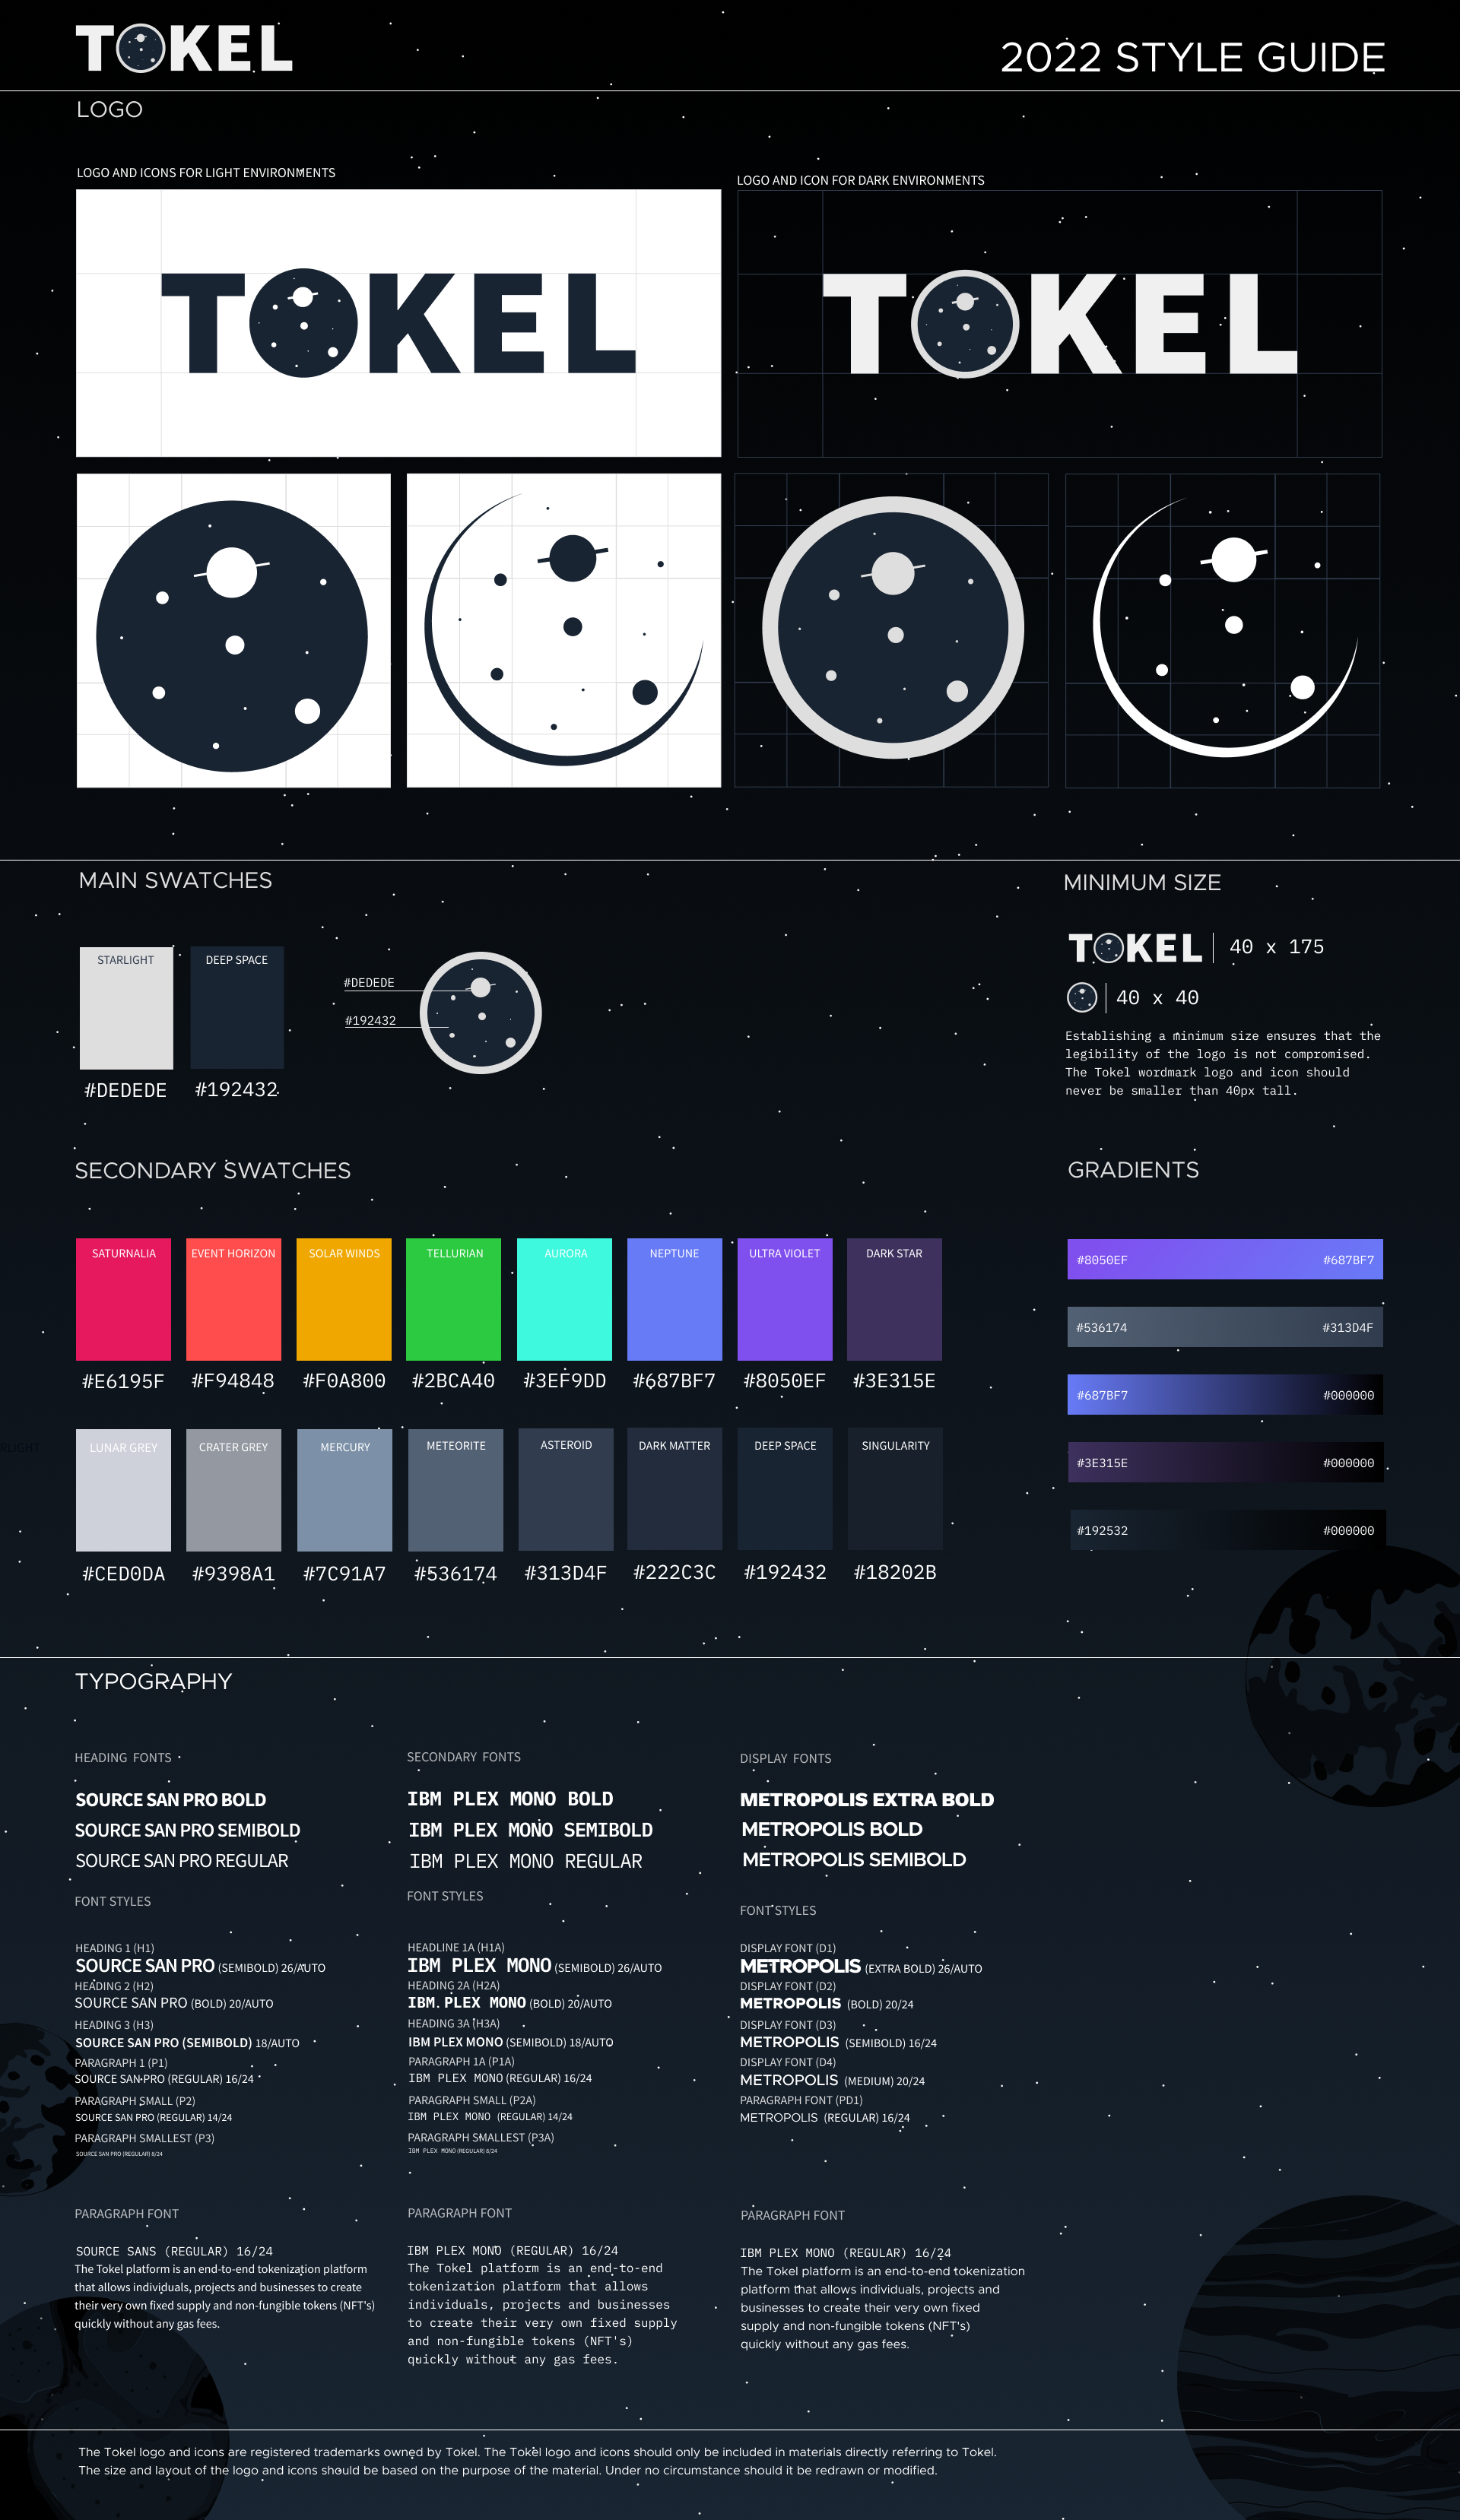 TOKEL
2022 STYLE GUIDE
LOGO
LOGO AND ICONS FOR LIGHT ENVIRONMENTS
LOGO AND ICON FOR DARK ENVIRONMENTS
TOKEL
TOKEL
MAIN SWATCHES
STARLIGHT
DEEP SPACE
#DEDEDE
#192432
#DEDEDE
#192432
MINIMUM SIZE
TOKEL | 40 x 175
40 x 40
Establishing a minimum size ensures that the
legibility of the logo is not compromised.
The Tokel wordmark logo and icon should
never be smaller than 40px tall.
SECONDARY SWATCHES
SATURNALIA
EVENT HORIZON
SOLAR WINDS
TELLURIAN
AURORA
NEPTUNE
ULTRA VIOLET
DARK STAR
#E6195F
#F94848
#F0A800
#2BCA40
#3EF9DD
#687BF7
#8050EF
#3E315E
RLIGHT
LUNAR GREY
CRATER GREY
MERCURY
METEORITE
ASTEROID
DARK MATTER
DEEP SPACE
SINGULARITY
#CED0DA
#9398A1
#7C91A7
#536174
#313D4F
#222C3C
#192432
#18202B
GRADIENTS
#8050EF #687BF7
#536174 #313D4F
#687BF7 #000000
#3E315E #000000
#192532 #000000
TYPOGRAPHY
HEADING FONTS
SOURCE SAN PRO BOLD
SOURCE SAN PRO SEMIBOLD
SOURCE SAN PRO REGULAR
FONT STYLES
HEADING 1 (H1)
SOURCE SAN PRO (SEMIBOLD) 26/AUTO
HEADING 2 (H2)
SOURCE SAN PRO (BOLD) 20/AUTO
HEADING 3 (H3)
SOURCE SAN PRO (SEMIBOLD) 18/AUTO
PARAGRAPH 1 (P1)
SOURCE SAN PRO (REGULAR) 16/24
PARAGRAPH SMALL (P2)
SOURCE SAN PRO (REGULAR) 14/24
PARAGRAPH SMALLEST (P3)
SOURCE SAN PRO (REGULAR) 8/24
PARAGRAPH FONT
SOURCE SANS (REGULAR) 16/24
The Tokel platform is an end-to-end tokenization platform
that allows individuals, projects and businesses to create
their very own fixed supply and non-fungible tokens (NFT's)
quickly without any gas fees.
SECONDARY FONTS
IBM PLEX MONO BOLD
IBM PLEX MONO SEMIBOLD
IBM PLEX MONO REGULAR
FONT STYLES
HEADLINE 1A (H1A)
IBM PLEX MONO (SEMIBOLD) 26/AUTO
HEADING 2A (H2A)
IBM PLEX MONO (BOLD) 20/AUTO
HEADING 3A (H3A)
IBM PLEX MONO (SEMIBOLD) 18/AUTO
PARAGRAPH 1A (P1A)
IBM PLEX MONO (REGULAR) 16/24
PARAGRAPH SMALL (P2A)
IBM PLEX MONO (REGULAR) 14/24
PARAGRAPH SMALLEST (P3A)
IBM PLEX MONO (REGULAR) 8/24
PARAGRAPH FONT
IBM PLEX MONO (REGULAR) 16/24
The Tokel platform is an end-to-end
tokenization platform that allows
individuals, projects and businesses
to create their very own fixed supply
and non-fungible tokens (NFT's)
quickly without any gas fees.
DISPLAY FONTS
METROPOLIS EXTRA BOLD
METROPOLIS BOLD
METROPOLIS SEMIBOLD
FONT STYLES
DISPLAY FONT (D1)
METROPOLIS (EXTRA BOLD) 26/AUTO
DISPLAY FONT (D2)
METROPOLIS (BOLD) 20/24
DISPLAY FONT (D3)
METROPOLIS (SEMIBOLD) 16/24
DISPLAY FONT (D4)
METROPOLIS (MEDIUM) 20/24
PARAGRAPH FONT (PD1)
METROPOLIS (REGULAR) 16/24
PARAGRAPH FONT
IBM PLEX MONO (REGULAR) 16/24
The Tokel platform is an end-to-end tokenization
platform that allows individuals, projects and
businesses to create their very own fixed
supply and non-fungible tokens (NFT's)
quickly without any gas fees.
The Tokel logo and icons are registered trademarks owned by Tokel. The Tokel logo and icons should only be included in materials directly referring to Tokel.
The size and layout of the logo and icons should be based on the purpose of the material. Under no circumstance should it be redrawn or modified.